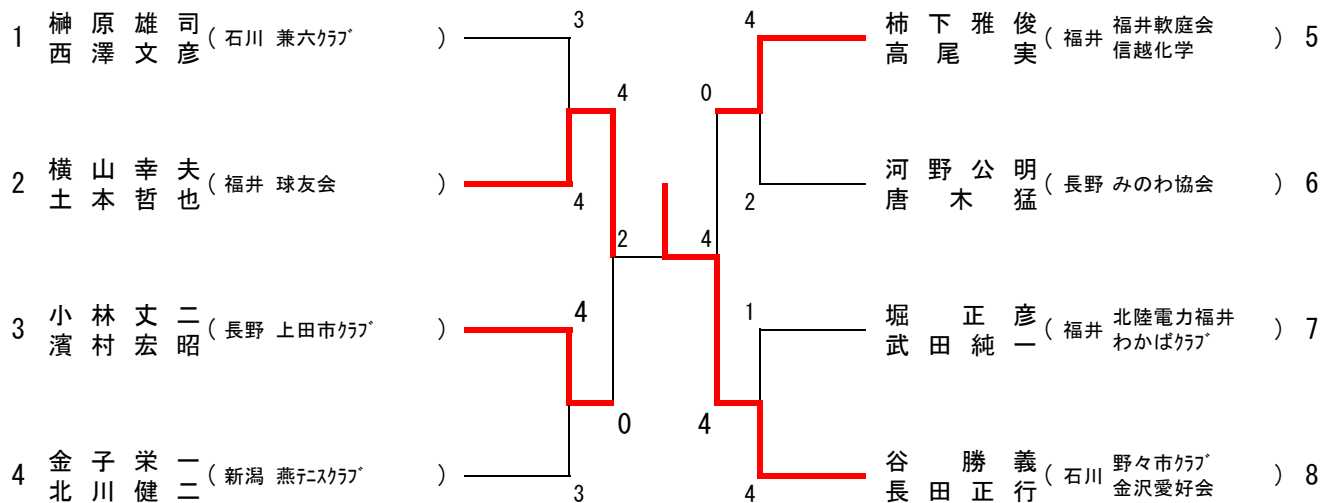 1 榊原雄司 西澤文彦 ( 石川 兼六ｸﾗﾌﾞ )
3
2 横山幸夫 土本哲也 ( 福井 球友会 )
4
4
3 小林丈二 濱村宏昭 ( 長野 上田市ｸﾗﾌﾞ )
4
4 金子栄一 北川健二 ( 新潟 燕ﾃﾆｽｸﾗﾌﾞ )
3
0
2
4
4
柿下雅俊 高尾実 ( 福井 福井軟庭会 信越化学 ) 5
0
河野公明 唐木猛 ( 長野 みのわ協会 ) 6
2
堀正彦 武田純一 ( 福井 北陸電力福井 わかばｸﾗﾌﾞ ) 7
1
4
谷勝義 長田正行 ( 石川 野々市ｸﾗﾌﾞ 金沢愛好会 ) 8
4